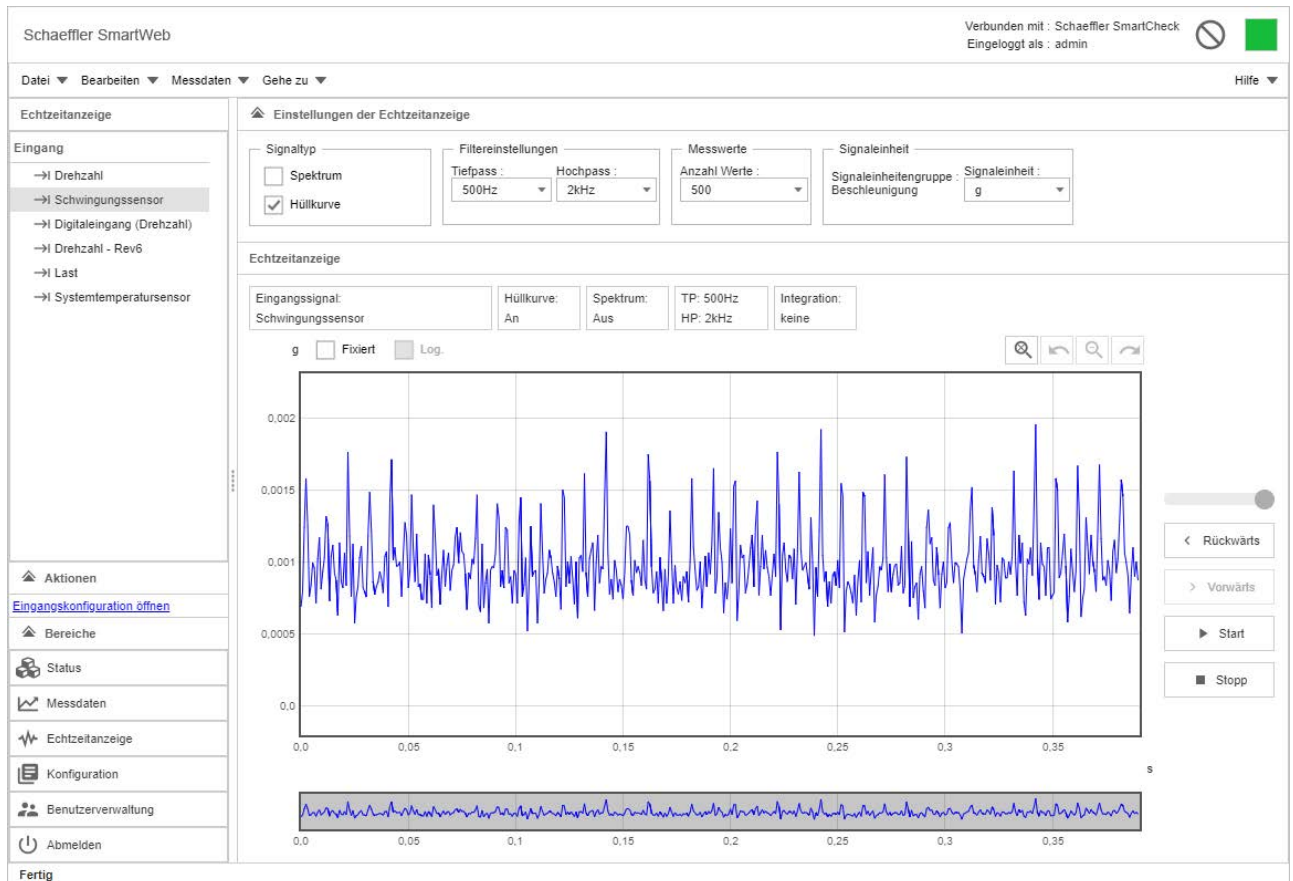 Schaeffler SmartWeb
Verbunden mit : Schaeffler SmartCheck
Eingeloggt als : admin
Datei Bearbeiten Messdaten Gehe zu Hilfe
Echtzeitanzeige
Eingang
Drehzahl
Schwingungssensor
Digitaleingang (Drehzahl)
Drehzahl - Rev6
Last
Systemtemperatursensor
Aktionen
Eingangskonfiguration öffnen
Bereiche
Status
Messdaten
Echtzeitanzeige
Konfiguration
Benutzerverwaltung
Abmelden
Einstellungen der Echtzeitanzeige
Signaltyp
Spektrum
Hüllkurve
Filtereinstellungen
Tiefpass : Hochpass :
500Hz 2kHz
Messwerte
Anzahl Werte :
500
Signaleinheit
Signaleinheitengruppe :
Beschleunigung
Signaleinheit :
g
Echtzeitanzeige
Eingangssignal:
Schwingungssensor
Hüllkurve:
An
Spektrum:
Aus
TP: 500Hz
HP: 2kHz
Integration:
keine
g Fixiert Log.
0,002
0,0015
0,001
0,0005
0,0
0,0 0,05 0,1 0,15 0,2 0,25 0,3 0,35
s
0,0 0,05 0,1 0,15 0,2 0,25 0,3 0,35
Rückwärts
Vorwärts
Start
Stopp
Fertig